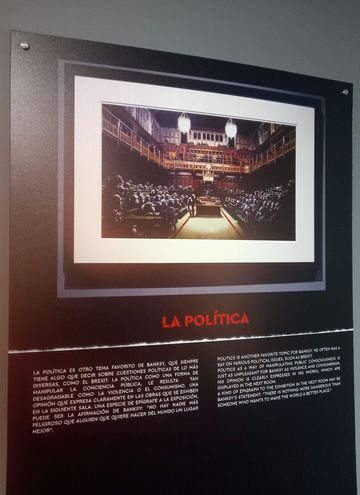 LA POLÍTICA
LA POLÍTICA ES OTRO TEMA FAVORITO DE BANKSY, QUE SIEMPRE
TIENE ALGO QUE DECIR SOBRE CUESTIONES POLÍTICAS DE LO MÁS
DIVERSAS, COMO EL BREXIT. LA POLÍTICA COMO UNA FORMA DE
MANIPULAR LA CONCIENCIA PÚBLICA, LE RESULTA TAN
DESAGRADABLE COMO LA VIOLENCIA O EL CONSUMISMO, UNA
OPINIÓN QUE EXPRESA CLARAMENTE EN LAS OBRAS QUE SE EXHIBEN
EN LA SIGUIENTE SALA. UNA ESPECIE DE EPÍGRAFE A LA EXPOSICIÓN,
PUEDE SER LA AFIRMACIÓN DE BANKSY: "NO HAY NADIE MÁS
PELIGROSO QUE ALGUIEN QUE QUIERE HACER DEL MUNDO UN LUGAR
MEJOR".
POLITICS IS ANOTHER FAVORITE TOPIC FOR BANKSY. HE OFTEN HAS A
SAY ON VARIOUS POLITICAL ISSUES, SUCH AS BREXIT.
POLITICS AS A WAY OF MANIPULATING PUBLIC CONSCIOUSNESS IS
JUST AS UNPLEASANT FOR BANKSY AS VIOLENCE AND CONSUMERISM.
HIS OPINION IS CLEARLY EXPRESSED IN HIS WORKS, WHICH ARE
DISPLAYED IN THE NEXT ROOM.
A KIND OF EPIGRAPH TO THE EXHIBITION IN THE NEXT ROOM MAY BE
BANKSY'S STATEMENT: "THERE IS NOTHING MORE DANGEROUS THAN
SOMEONE WHO WANTS TO MAKE THE WORLD A BETTER PLACE."